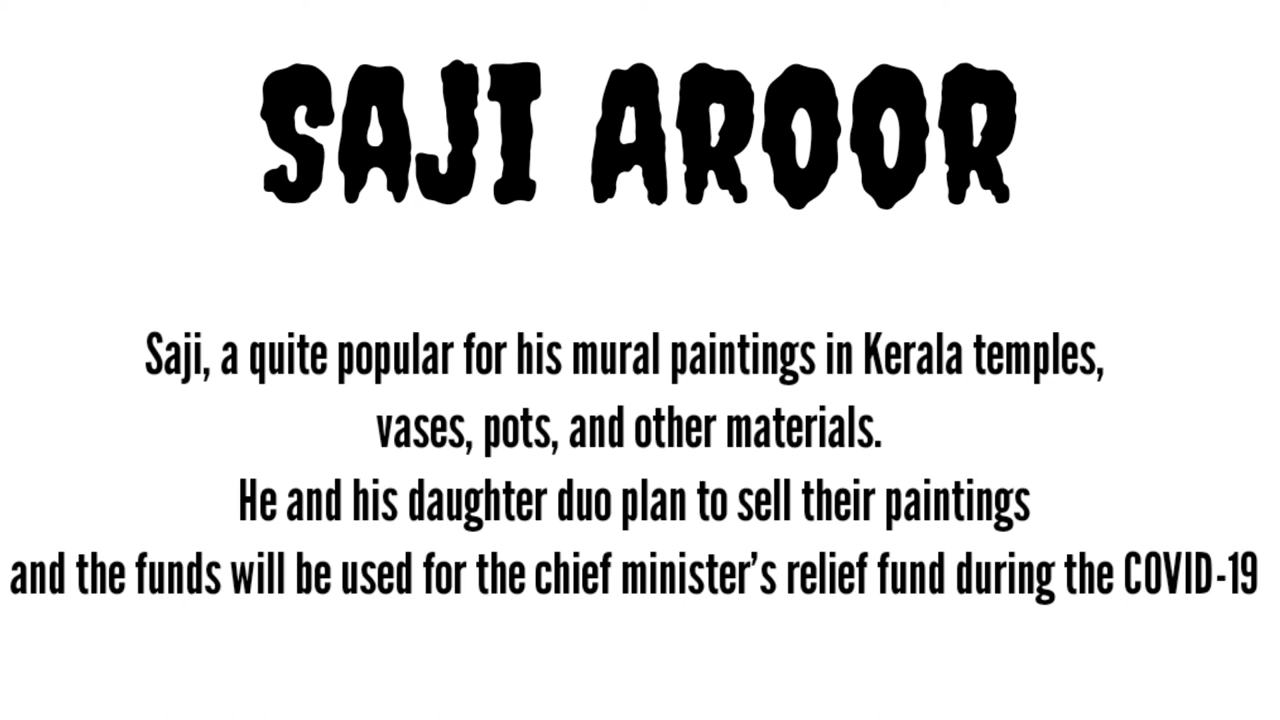 SAJI AROOR
Saji, a quite popular for his mural paintings in Kerala temples,
vases, pots, and other materials.
He and his daughter duo plan to sell their paintings
and the funds will be used for the chief minister’s relief fund during the COVID-19